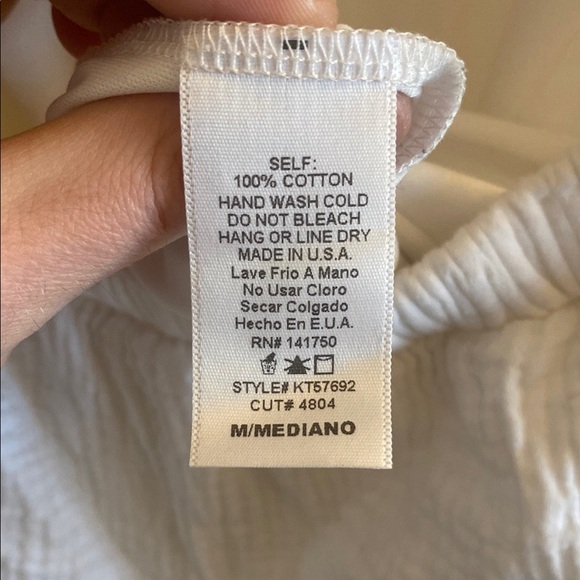 SELF:
100% COTTON
HAND WASH COLD
DO NOT BLEACH
HANG OR LINE DRY
MADE IN U.S.A.
Lave Frio A Mano
No Usar Cloro
Secar Colgado
Hecho En E.U.A.
RN# 141750
STYLE# KT57692
CUT# 4804
M/MEDIANO